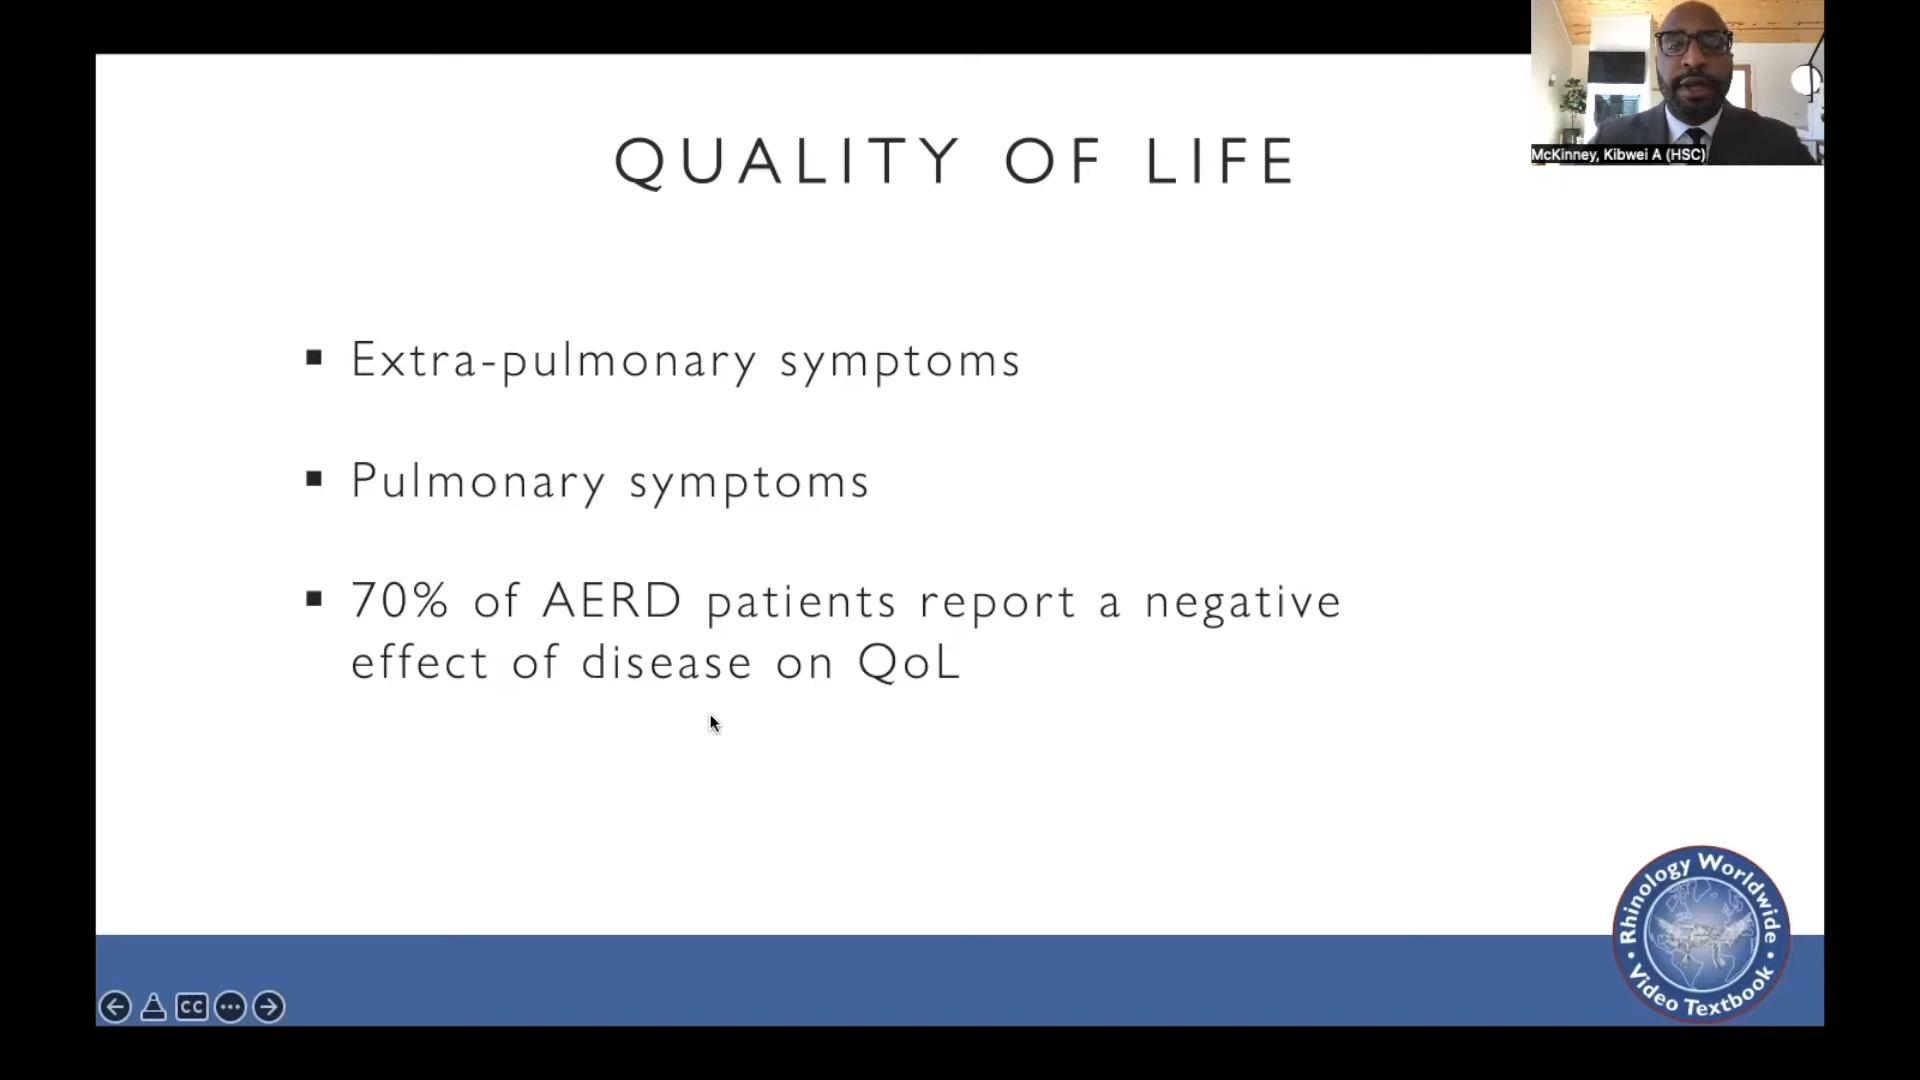 McKinney, Kibwei A (HSC)
QUALITY OF LIFE
▪ Extra-pulmonary symptoms
▪ Pulmonary symptoms
▪ 70% of AERD patients report a negative
effect of disease on QoL
• Rhinology Worldwide •
Video Textbook
CC